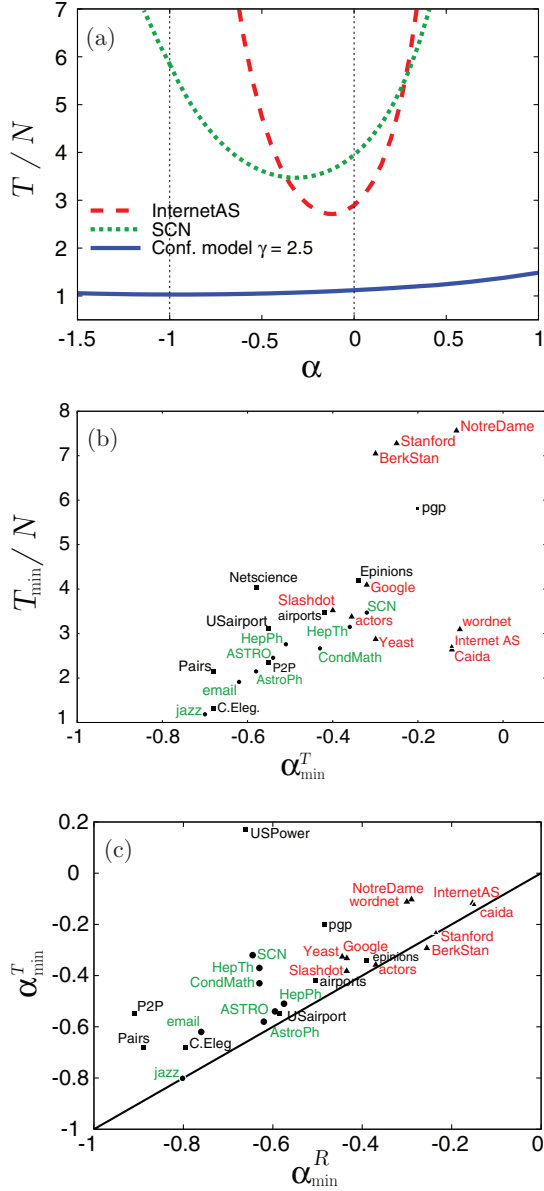 (a)
7
6
5
4
3
2
1
T / N
InternetAS
SCN
Conf. model γ = 2.5
-1.5 -1 -0.5 0 0.5 1
α
(b)
8
7
6
5
4
3
2
1
T_min / N
NotreDame
Stanford
BerkStan
pgp
Epinions
Netscience
Google
Slashdot
SCN
airports
actors
USairport
wordnet
HepTh
HepPh
Yeast
Internet AS
ASTRO
CondMath
Caida
Pairs
P2P
AstroPh
email
jazz
C.Eleg.
-1 -0.8 -0.6 -0.4 -0.2 0
α^T_min
(c)
0.2
0
-0.2
-0.4
-0.6
-0.8
-1
α^T_min
USPower
NotreDame
InternetAS
wordnet
caida
pgp
Stanford
Yeast
Google
SCN
epinions
BerkStan
HepTh
Slashdot
actors
CondMath
airports
HepPh
P2P
ASTRO
USairport
email
AstroPh
Pairs
C.Eleg
jazz
-1 -0.8 -0.6 -0.4 -0.2 0
α^R_min